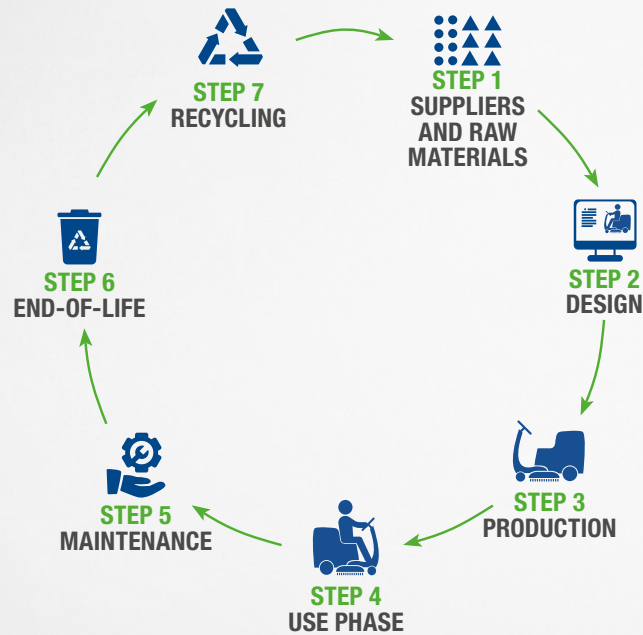 STEP 1
SUPPLIERS
AND RAW
MATERIALS
STEP 2
DESIGN
STEP 3
PRODUCTION
STEP 4
USE PHASE
STEP 5
MAINTENANCE
STEP 6
END-OF-LIFE
STEP 7
RECYCLING